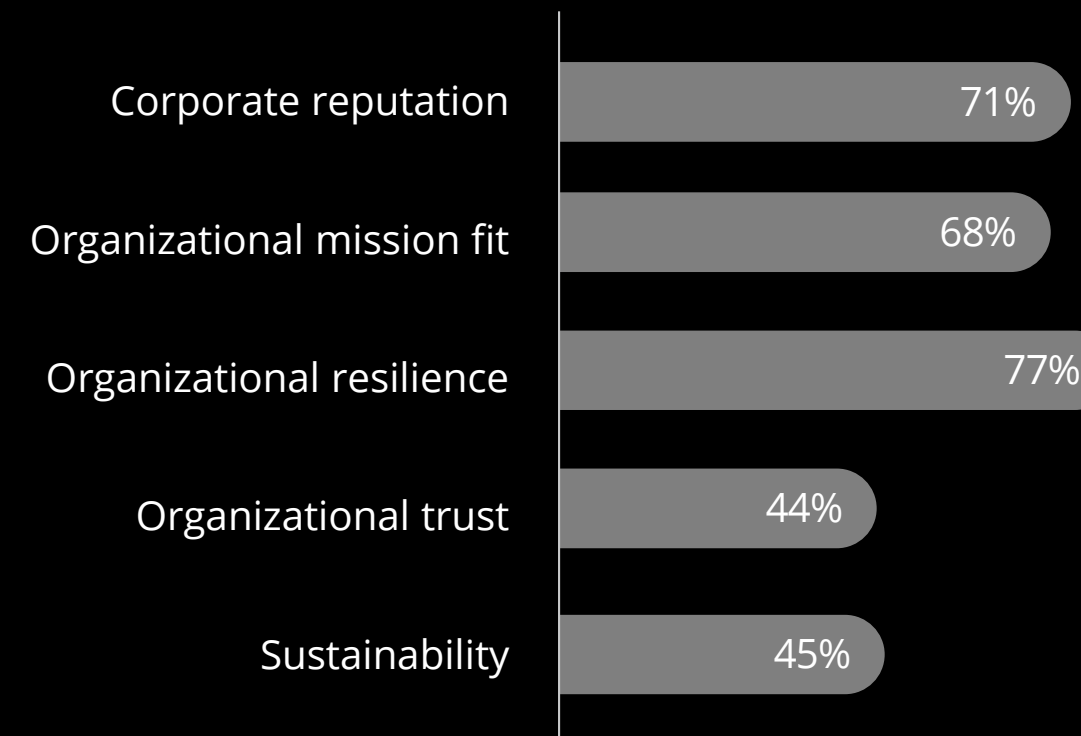 Corporate reputation 71%
Organizational mission fit 68%
Organizational resilience 77%
Organizational trust 44%
Sustainability 45%